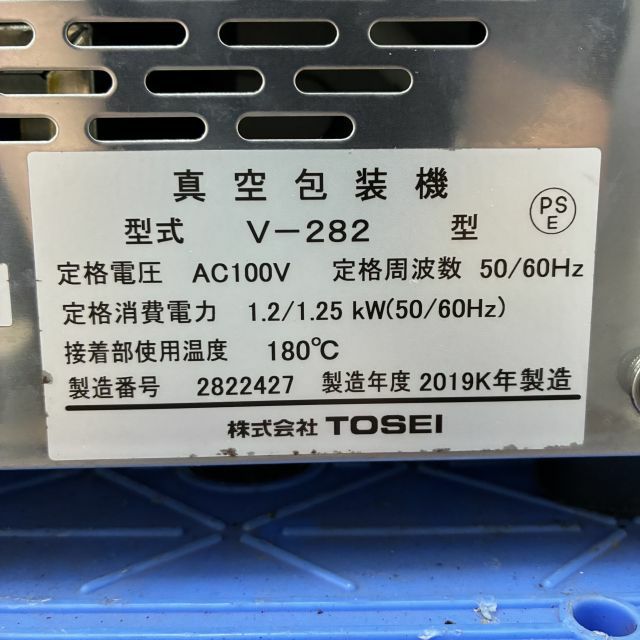 真空包装機
型式 V-282 型
PS
E
定格電圧 AC100V 定格周波数 50/60Hz
定格消費電力 1.2/1.25 kW(50/60Hz)
接着部使用温度 180℃
製造番号 2822427 製造年度 2019K年製造
株式会社 TOSEI